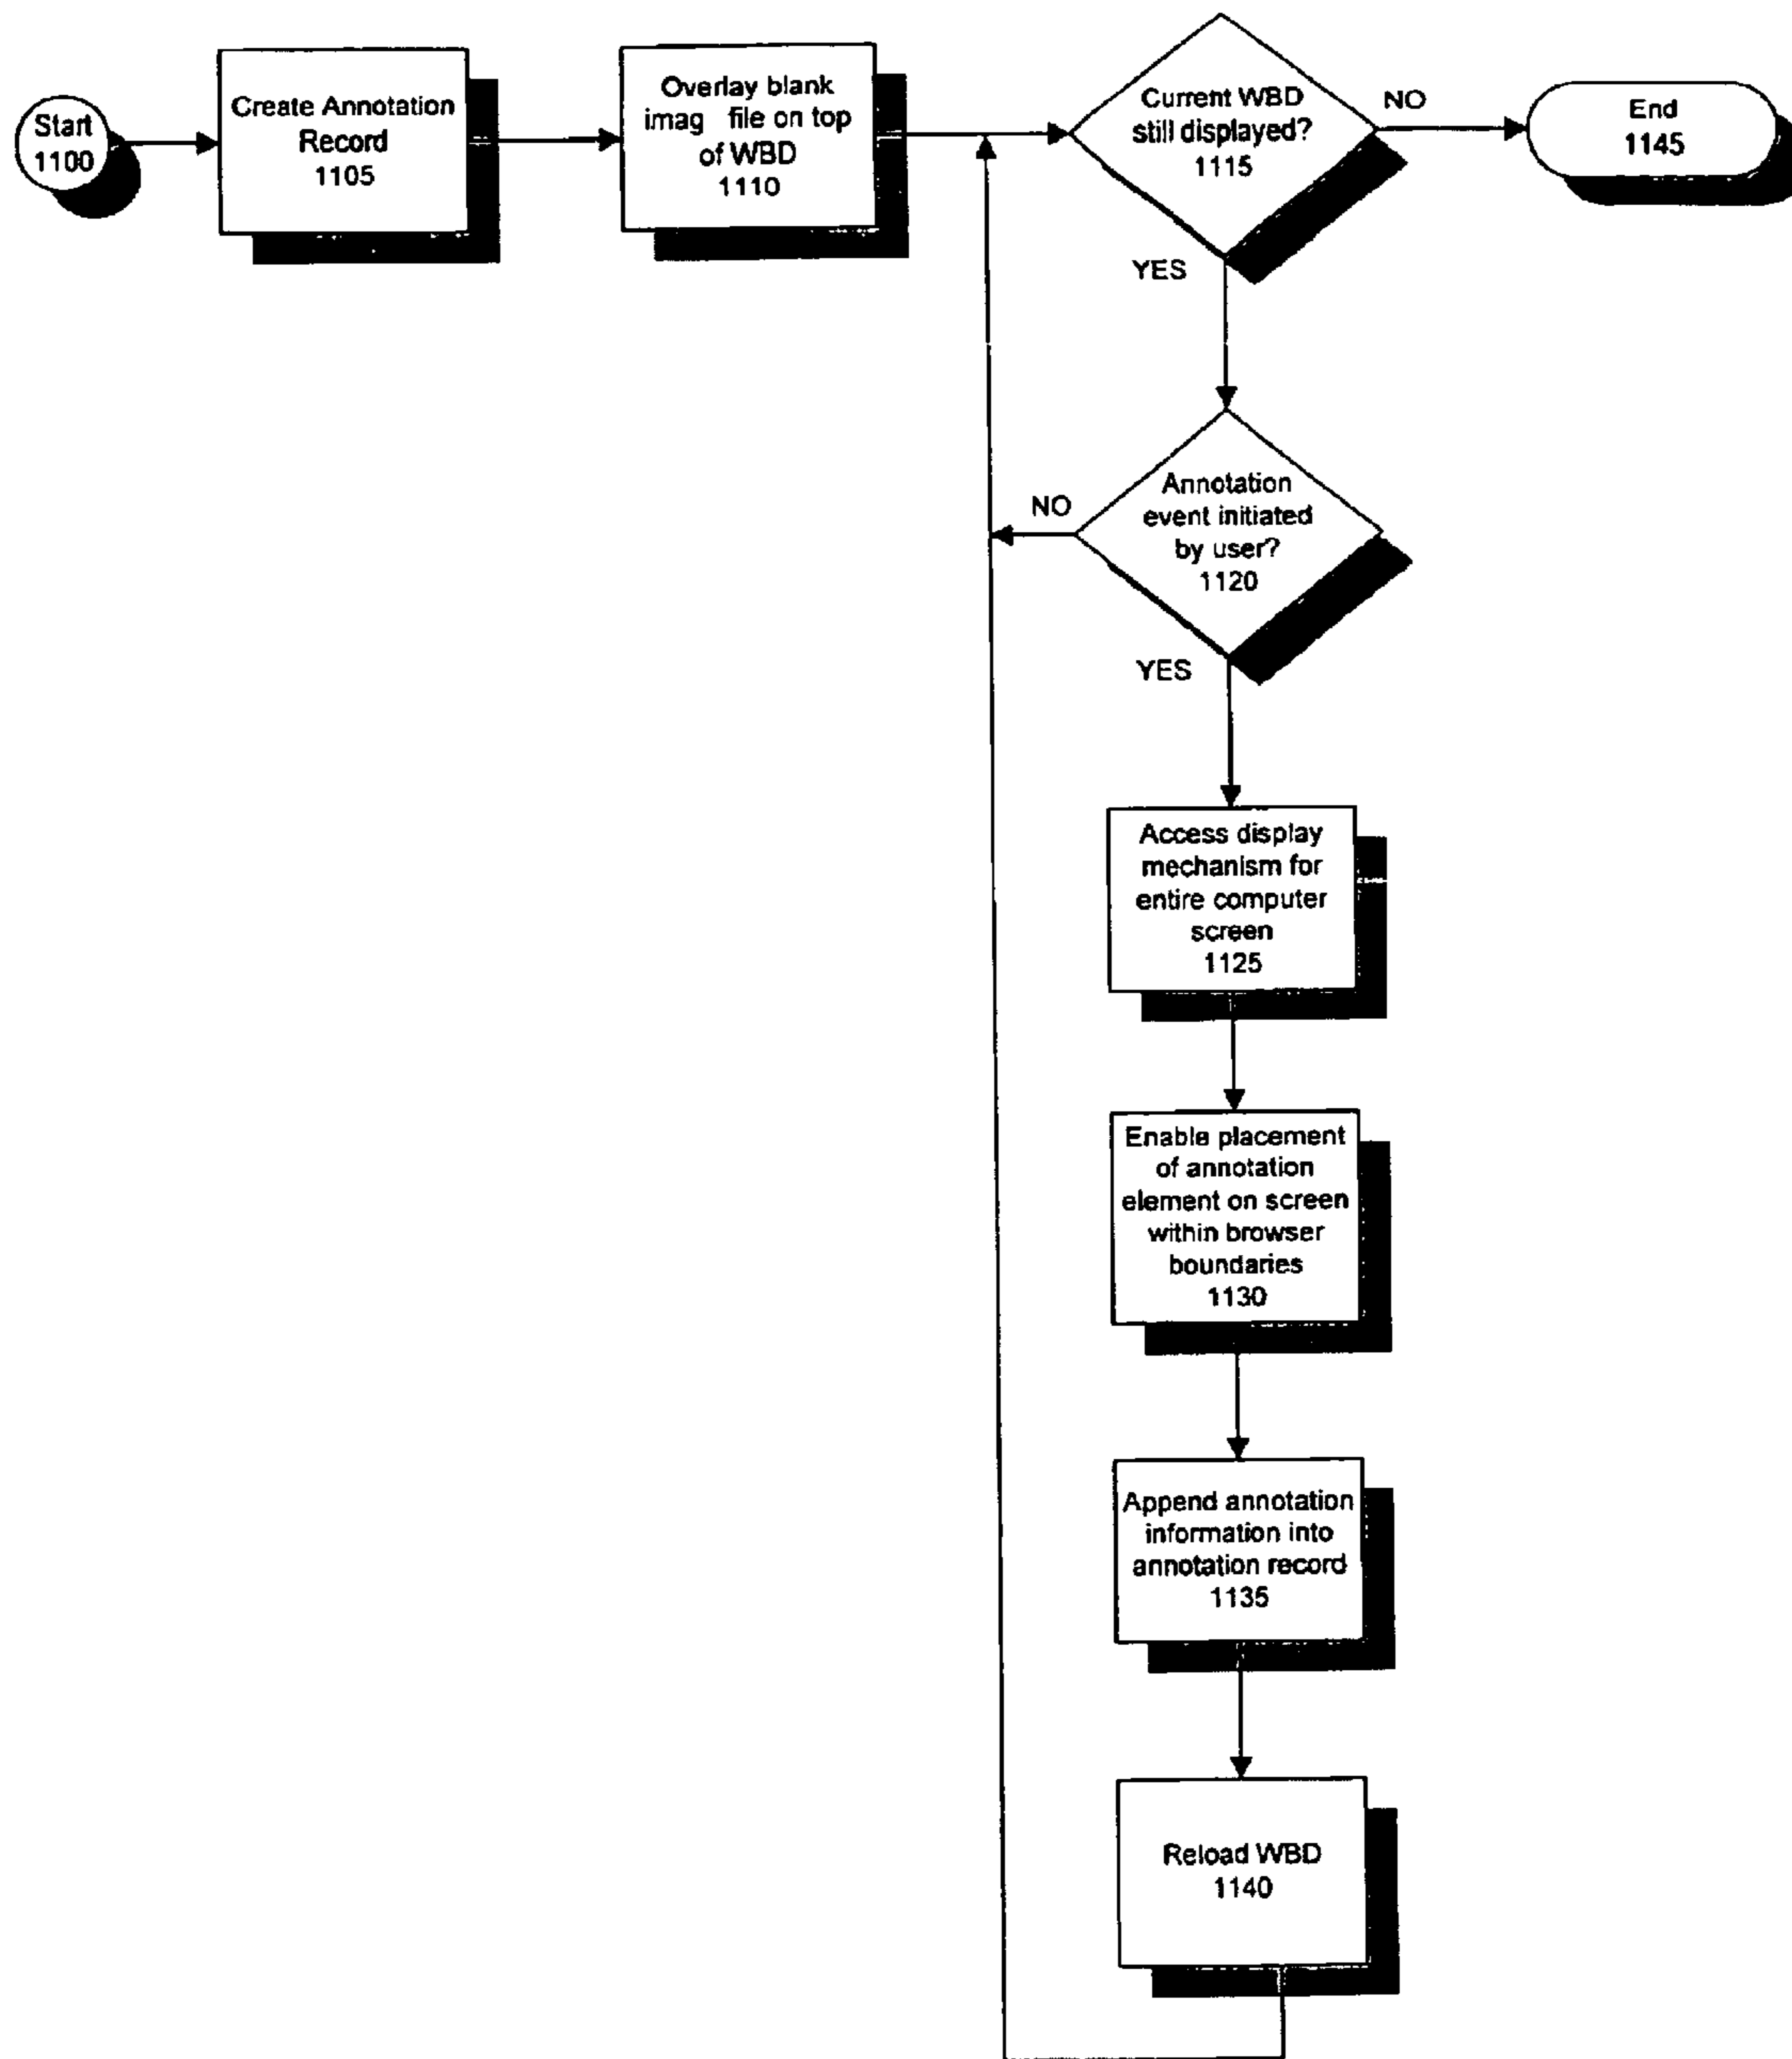 Start
1100
Create Annotation
Record
1105
Overlay blank
imag file on top
of WBD
1110
Current WBD
still displayed?
1115
NO
End
1145
YES
Annotation
event initiated
by user?
1120
NO
YES
Access display
mechanism for
entire computer
screen
1125
Enable placement
of annotation
element on screen
within browser
boundaries
1130
Append annotation
information into
annotation record
1135
Reload WBD
1140